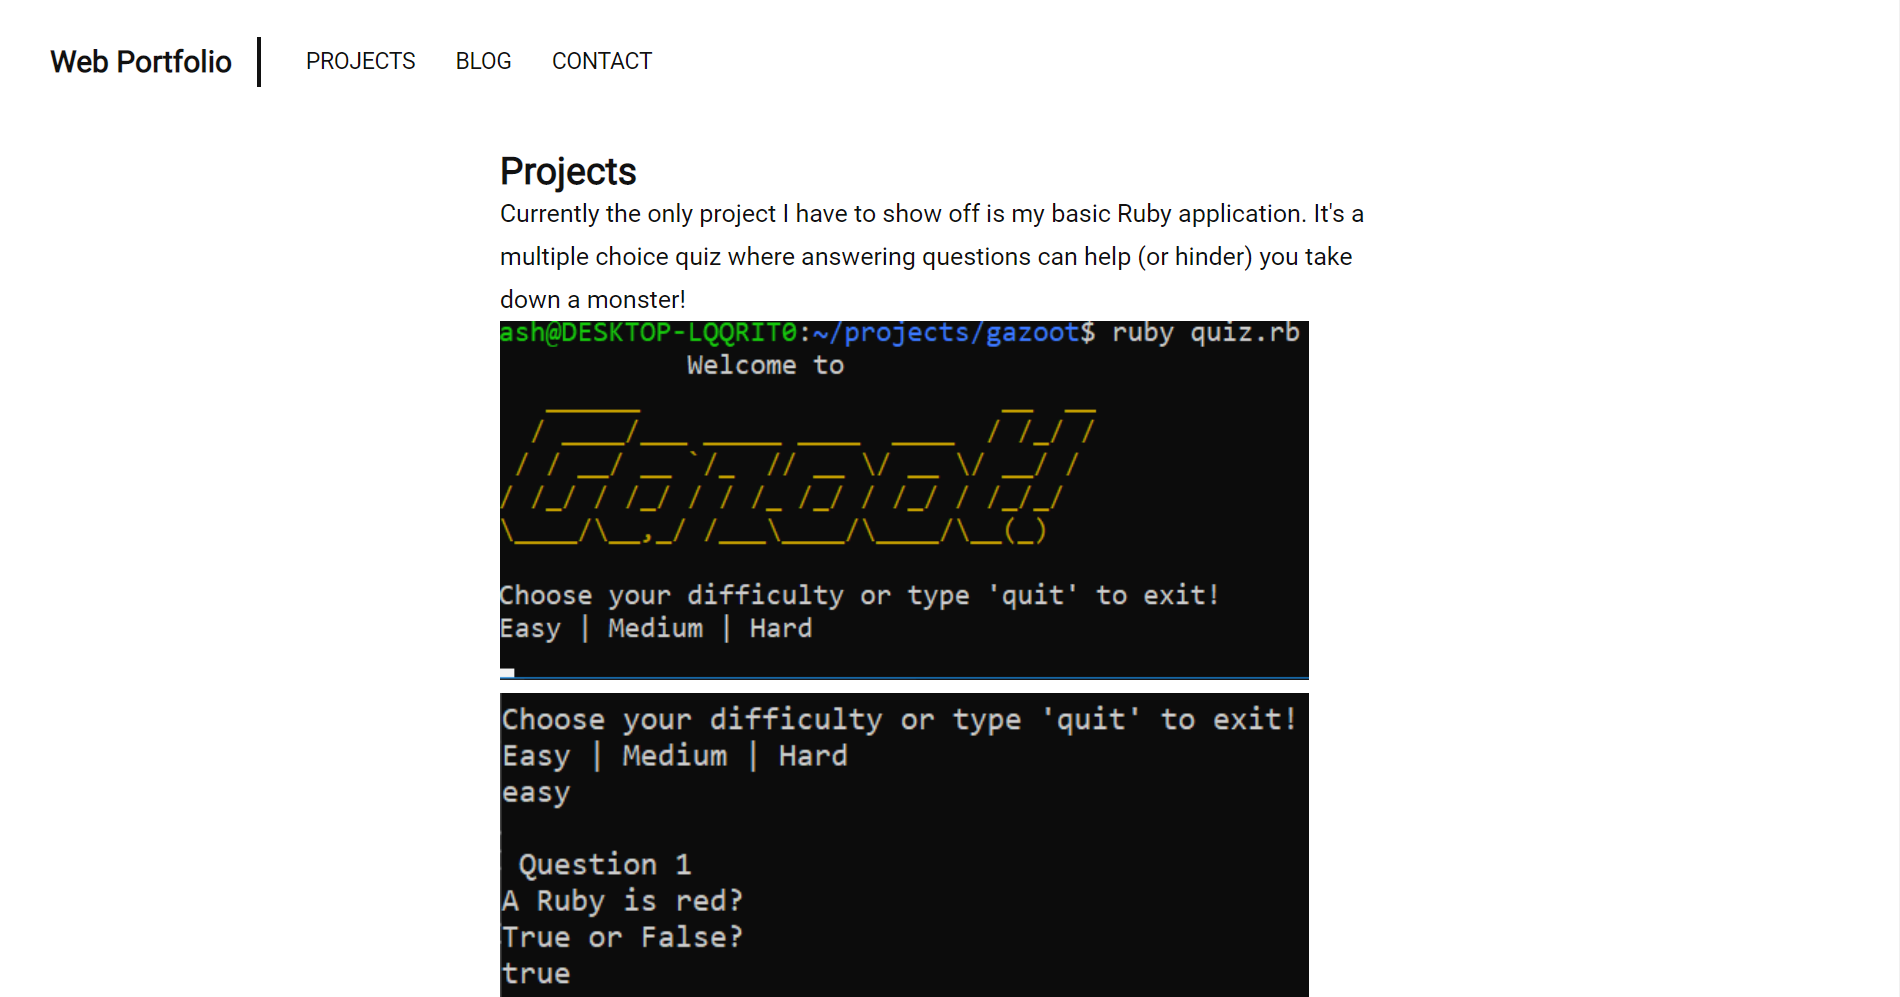 Web Portfolio PROJECTS BLOG CONTACT
Projects
Currently the only project I have to show off is my basic Ruby application. It's a
multiple choice quiz where answering questions can help (or hinder) you take
down a monster!
ash@DESKTOP-LQQRIT0:~/projects/gazoot$ ruby quiz.rb
Welcome to
Gazoot!
Choose your difficulty or type 'quit' to exit!
Easy | Medium | Hard
Choose your difficulty or type 'quit' to exit!
Easy | Medium | Hard
easy
Question 1
A Ruby is red?
True or False?
true